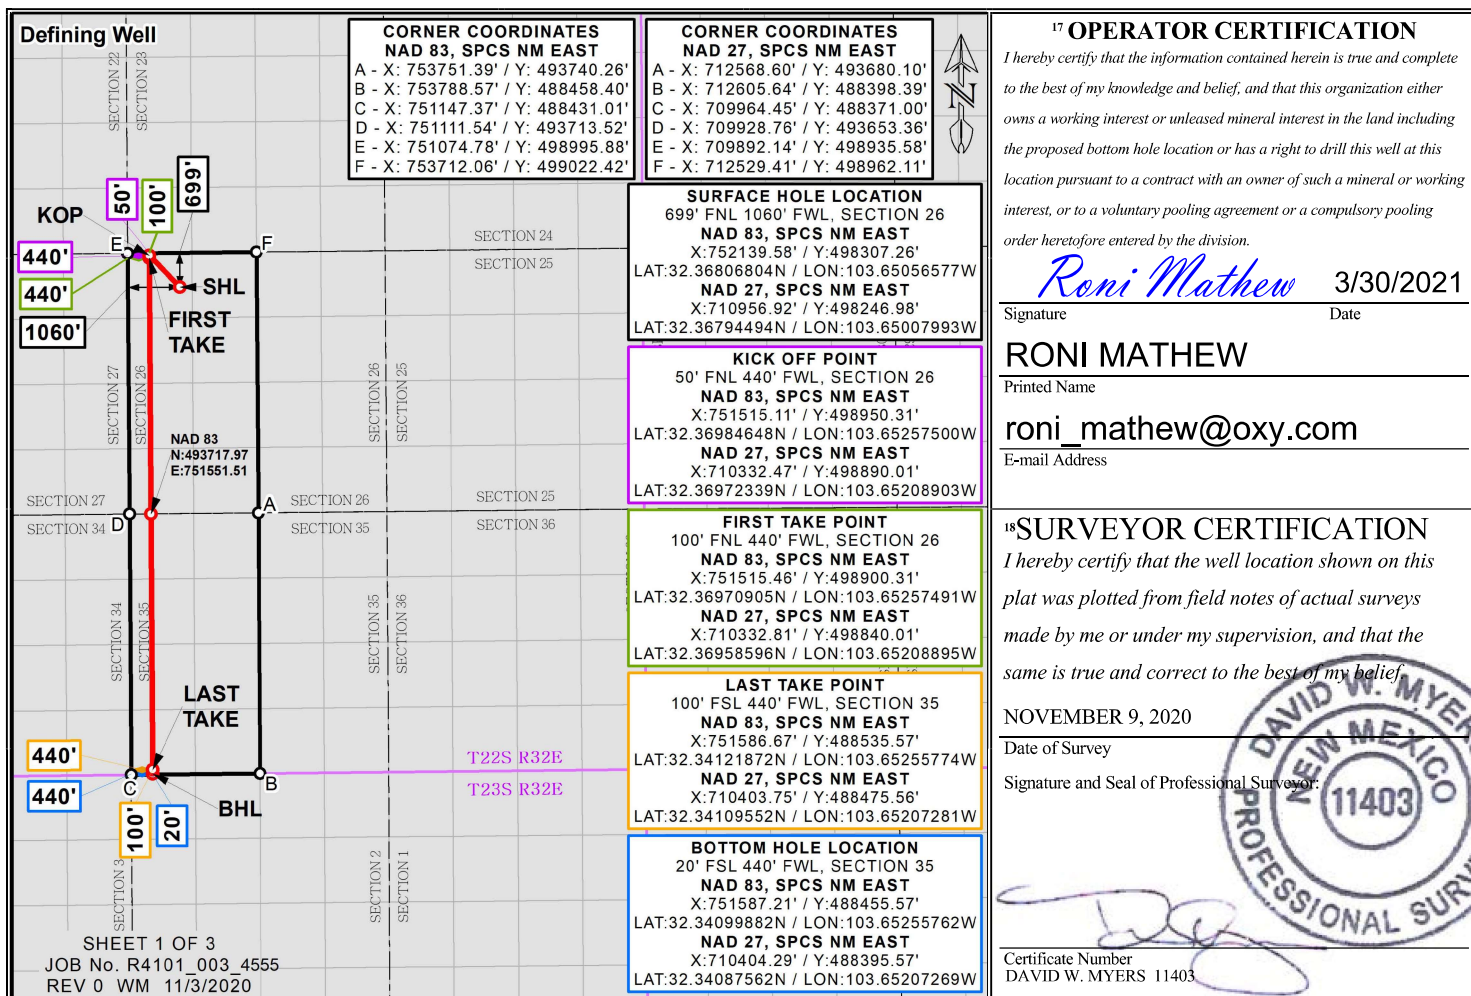 Defining Well
SECTION 22
SECTION 23
CORNER COORDINATES
NAD 83, SPCS NM EAST
A - X: 753751.39' / Y: 493740.26'
B - X: 753788.57' / Y: 488458.40'
C - X: 751147.37' / Y: 488431.01'
D - X: 751111.54' / Y: 493713.52'
E - X: 751074.78' / Y: 498995.88'
F - X: 753712.06' / Y: 499022.42'
CORNER COORDINATES
NAD 27, SPCS NM EAST
A - X: 712568.60' / Y: 493680.10'
B - X: 712605.64' / Y: 488398.39'
C - X: 709964.45' / Y: 488371.00'
D - X: 709928.76' / Y: 493653.36'
E - X: 709892.14' / Y: 498935.58'
F - X: 712529.41' / Y: 498962.11'
N
50'
100'
699'
KOP
E
F
440'
440'
1060'
SHL
FIRST
TAKE
SECTION 24
SECTION 25
SECTION 27
SECTION 26
SECTION 26
SECTION 25
NAD 83
N:493717.97
E:751551.51
SECTION 27
SECTION 26
SECTION 25
D
A
SECTION 34
SECTION 35
SECTION 36
SECTION 34
SECTION 35
SECTION 35
SECTION 36
LAST
TAKE
440'
440'
C
B
BHL
100'
20'
T22S R32E
T23S R32E
SECTION 3
SECTION 2
SECTION 1
SHEET 1 OF 3
JOB No. R4101_003_4555
REV 0 WM 11/3/2020
SURFACE HOLE LOCATION
699' FNL 1060' FWL, SECTION 26
NAD 83, SPCS NM EAST
X:752139.58' / Y:498307.26'
LAT:32.36806804N / LON:103.65056577W
NAD 27, SPCS NM EAST
X:710956.92' / Y:498246.98'
LAT:32.36794494N / LON:103.65007993W
KICK OFF POINT
50' FNL 440' FWL, SECTION 26
NAD 83, SPCS NM EAST
X:751515.11' / Y:498950.31'
LAT:32.36984648N / LON:103.65257500W
NAD 27, SPCS NM EAST
X:710332.47' / Y:498890.01'
LAT:32.36972339N / LON:103.65208903W
FIRST TAKE POINT
100' FNL 440' FWL, SECTION 26
NAD 83, SPCS NM EAST
X:751515.46' / Y:498900.31'
LAT:32.36970905N / LON:103.65257491W
NAD 27, SPCS NM EAST
X:710332.81' / Y:498840.01'
LAT:32.36958596N / LON:103.65208895W
LAST TAKE POINT
100' FSL 440' FWL, SECTION 35
NAD 83, SPCS NM EAST
X:751586.67' / Y:488535.57'
LAT:32.34121872N / LON:103.65255774W
NAD 27, SPCS NM EAST
X:710403.75' / Y:488475.56'
LAT:32.34109552N / LON:103.65207281W
BOTTOM HOLE LOCATION
20' FSL 440' FWL, SECTION 35
NAD 83, SPCS NM EAST
X:751587.21' / Y:488455.57'
LAT:32.34099882N / LON:103.65255762W
NAD 27, SPCS NM EAST
X:710404.29' / Y:488395.57'
LAT:32.34087562N / LON:103.65207269W
17 OPERATOR CERTIFICATION
I hereby certify that the information contained herein is true and complete
to the best of my knowledge and belief, and that this organization either
owns a working interest or unleased mineral interest in the land including
the proposed bottom hole location or has a right to drill this well at this
location pursuant to a contract with an owner of such a mineral or working
interest, or to a voluntary pooling agreement or a compulsory pooling
order heretofore entered by the division.
Roni Mathew 3/30/2021
Signature Date
RONI MATHEW
Printed Name
roni_mathew@oxy.com
E-mail Address
18 SURVEYOR CERTIFICATION
I hereby certify that the well location shown on this
plat was plotted from field notes of actual surveys
made by me or under my supervision, and that the
same is true and correct to the best of my belief.
NOVEMBER 9, 2020
Date of Survey
Signature and Seal of Professional Surveyor:
DAVID W. MYERS
NEW MEXICO
11403
PROFESSIONAL SURV
Certificate Number
DAVID W. MYERS 11403